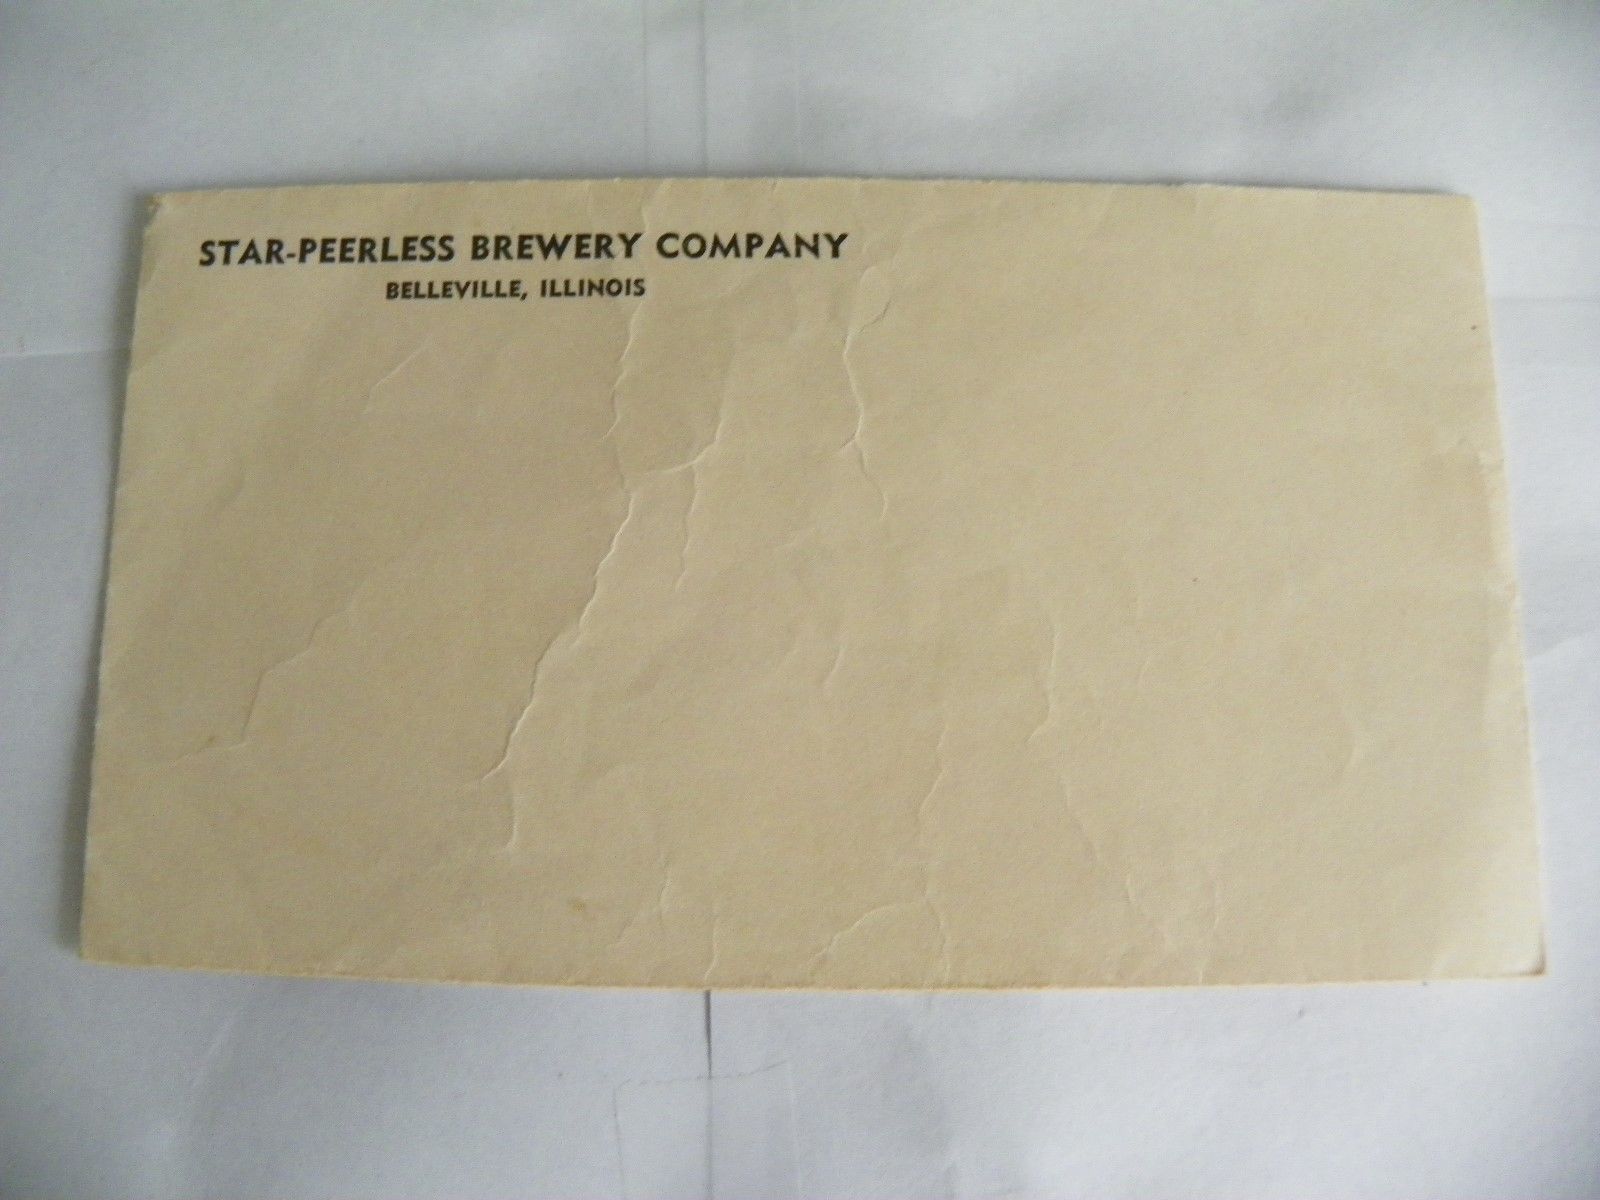 STAR-PEERLESS BREWERY COMPANY
BELLEVILLE, ILLINOIS